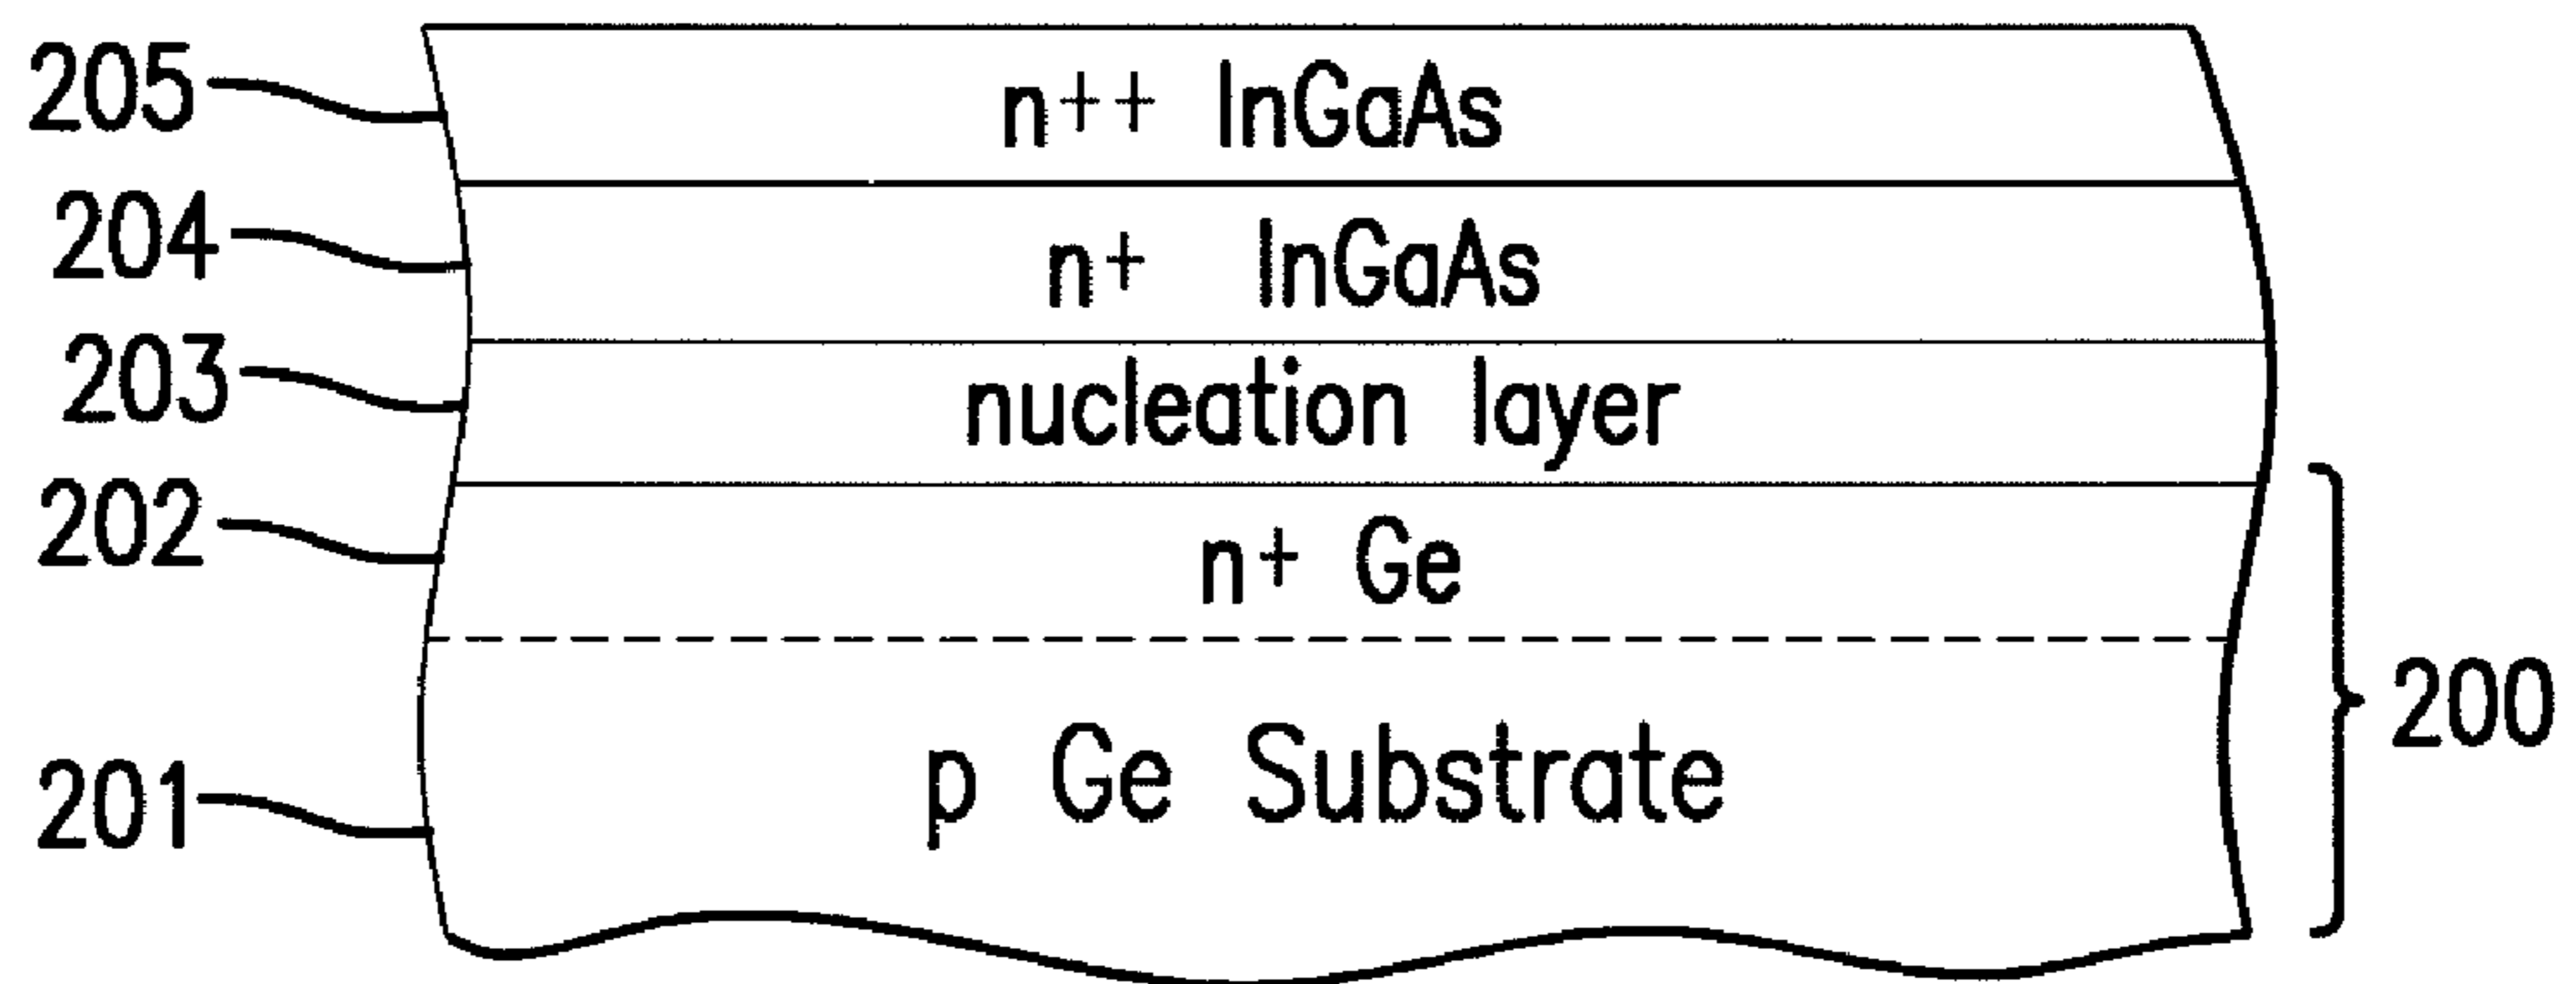 205 n++ InGaAs
204 n+ InGaAs
203 nucleation layer
202 n+ Ge
201 p Ge Substrate
200